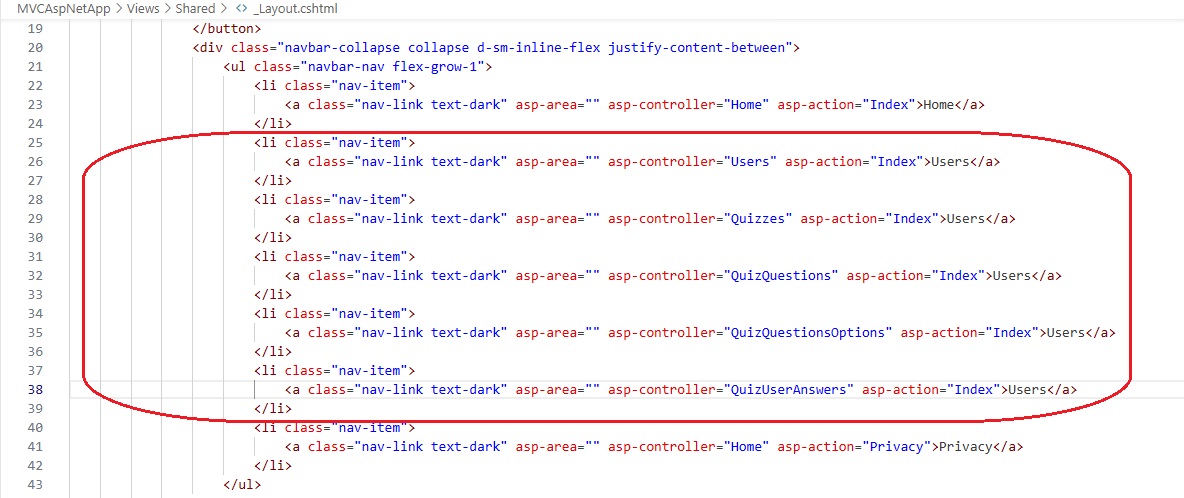 MVCAspNetApp > Views > Shared > <> _Layout.cshtml
19 </button>
20 <div class="navbar-collapse collapse d-sm-inline-flex justify-content-between">
21 <ul class="navbar-nav flex-grow-1">
22 <li class="nav-item">
23 <a class="nav-link text-dark" asp-area="" asp-controller="Home" asp-action="Index">Home</a>
24 </li>
25 <li class="nav-item">
26 <a class="nav-link text-dark" asp-area="" asp-controller="Users" asp-action="Index">Users</a>
27 </li>
28 <li class="nav-item">
29 <a class="nav-link text-dark" asp-area="" asp-controller="Quizzes" asp-action="Index">Users</a>
30 </li>
31 <li class="nav-item">
32 <a class="nav-link text-dark" asp-area="" asp-controller="QuizQuestions" asp-action="Index">Users</a>
33 </li>
34 <li class="nav-item">
35 <a class="nav-link text-dark" asp-area="" asp-controller="QuizQuestionsOptions" asp-action="Index">Users</a>
36 </li>
37 <li class="nav-item">
38 <a class="nav-link text-dark" asp-area="" asp-controller="QuizUserAnswers" asp-action="Index">Users</a>
39 </li>
40 <li class="nav-item">
41 <a class="nav-link text-dark" asp-area="" asp-controller="Home" asp-action="Privacy">Privacy</a>
42 </li>
43 </ul>